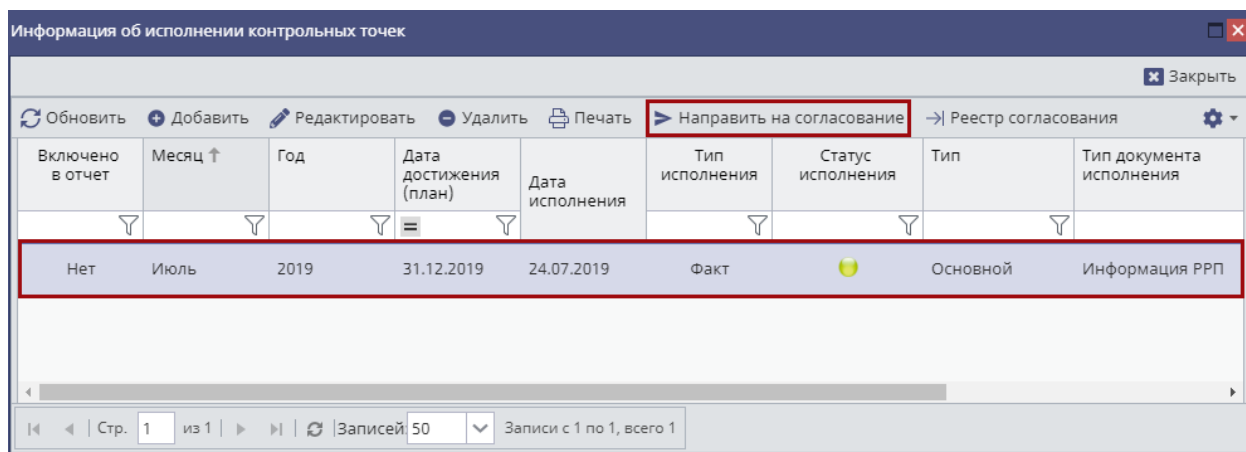 Информация об исполнении контрольных точек
Закрыть
Обновить Добавить Редактировать Удалить Печать Направить на согласование Реестр согласования
Включено в отчет Месяц Год Дата достижения (план) Дата исполнения Тип исполнения Статус исполнения Тип Тип документа исполнения
=
Нет Июль 2019 31.12.2019 24.07.2019 Факт Основной Информация РРП
Стр. 1 из 1 Записей: 50 Записи с 1 по 1, всего 1